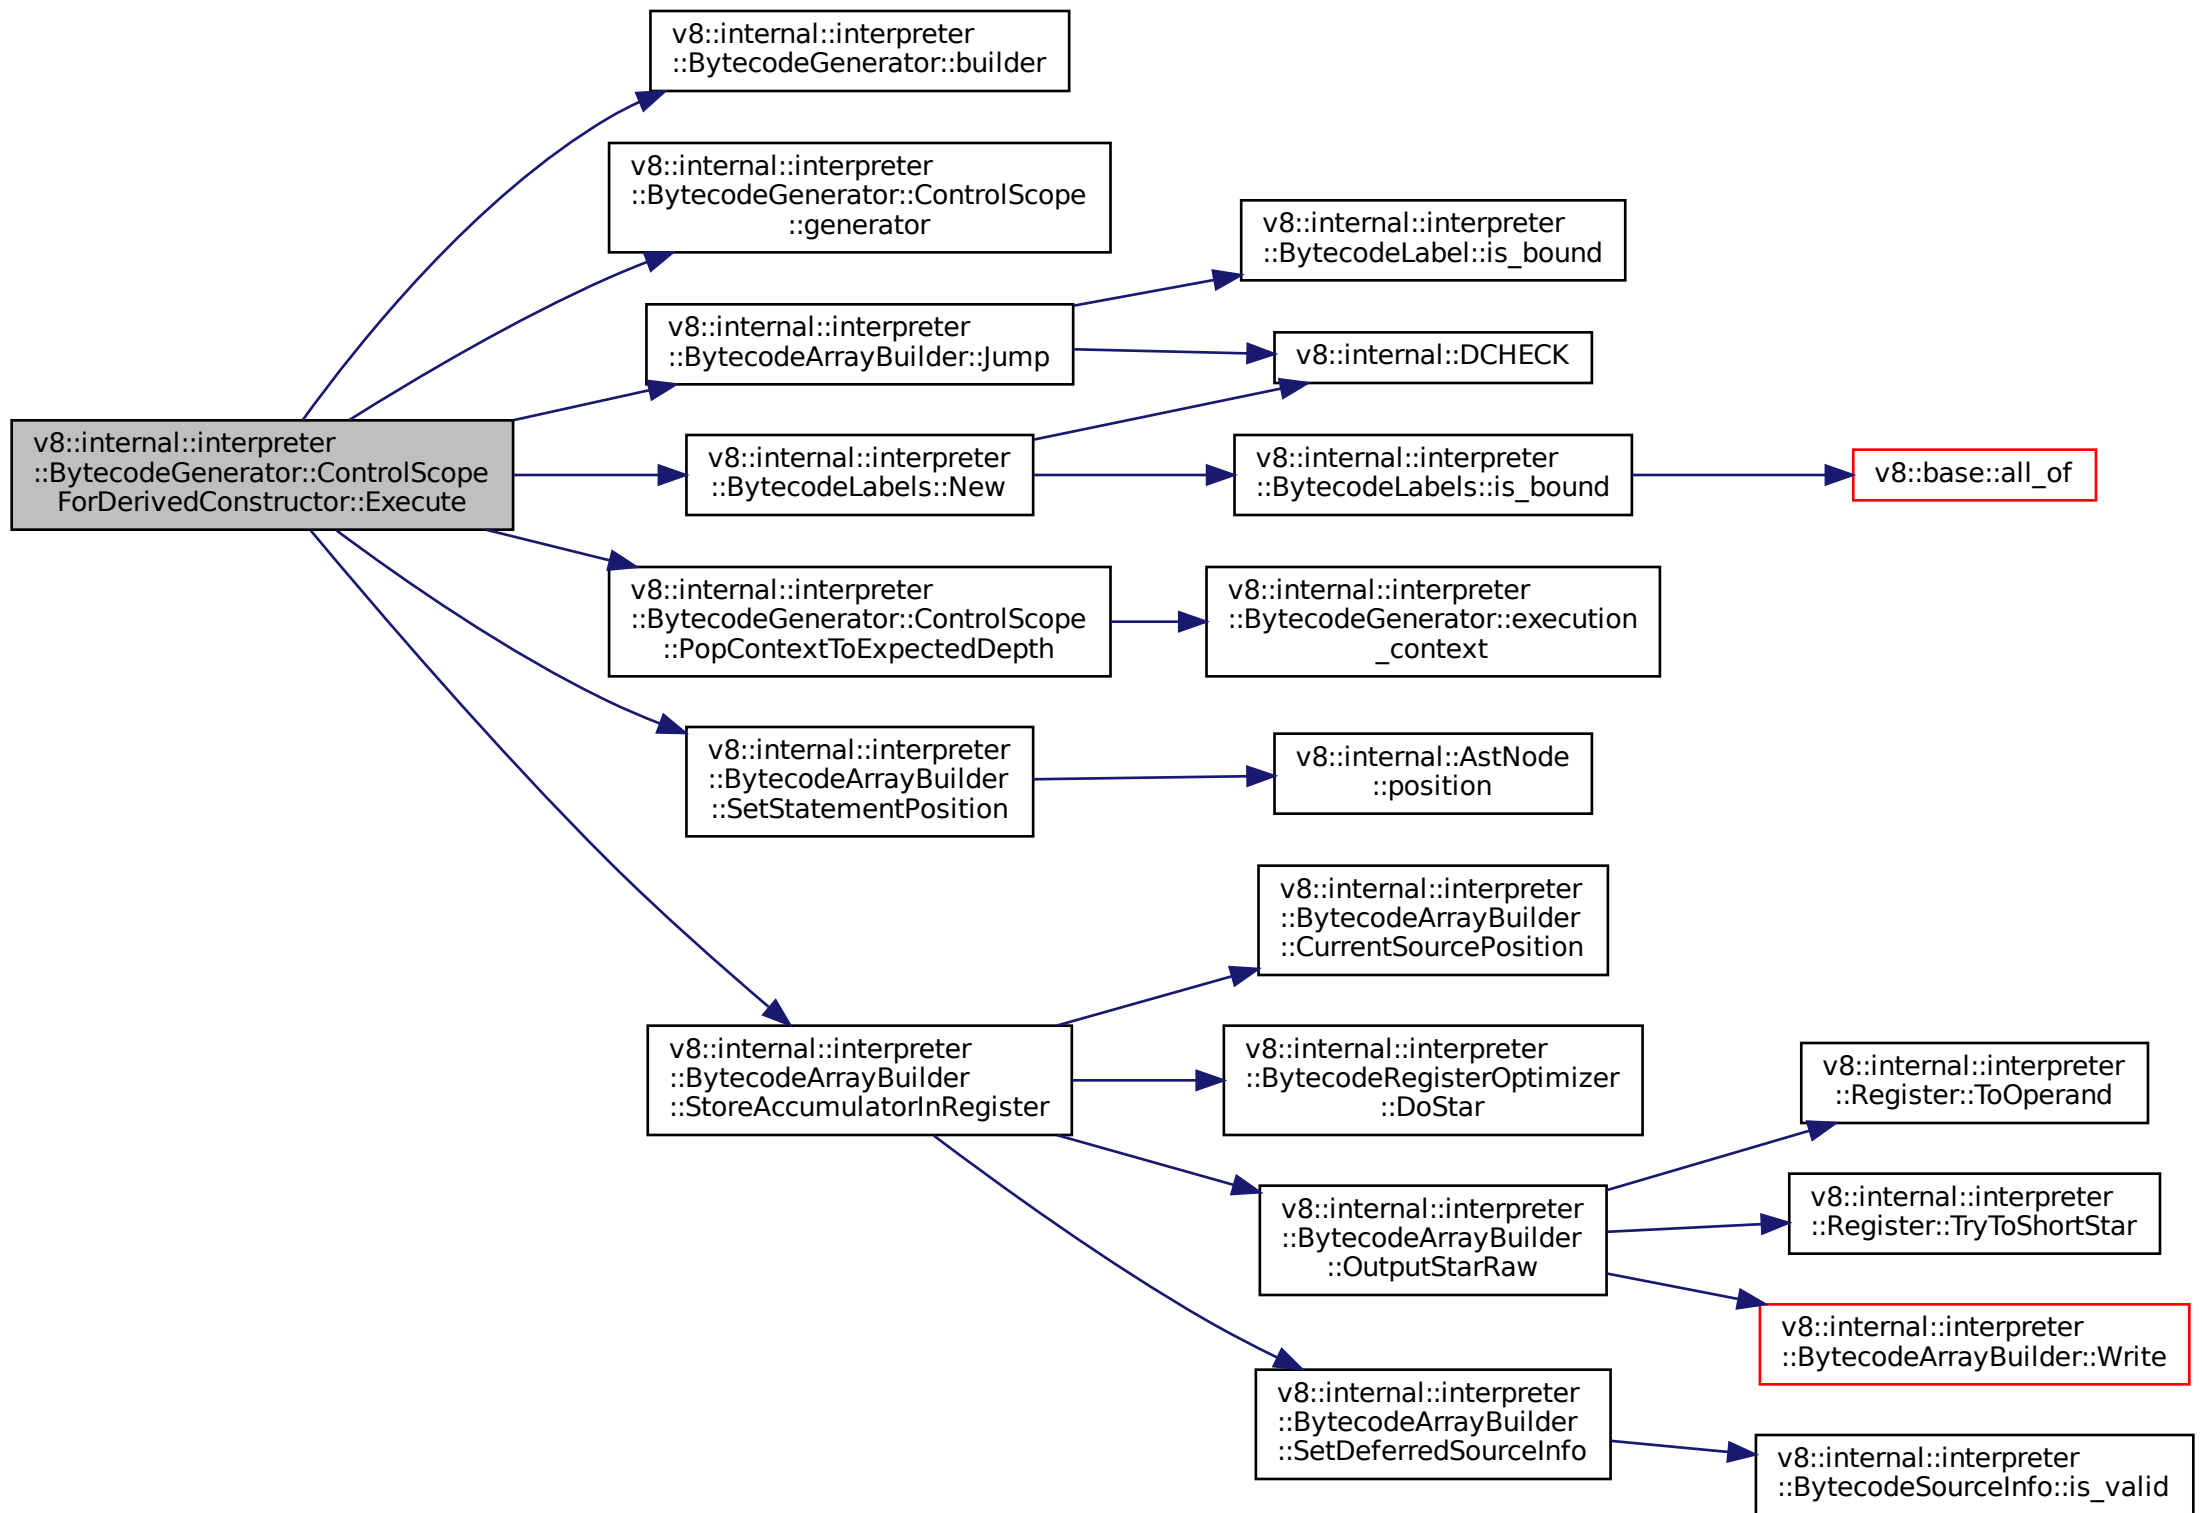 v8::internal::interpreter
::BytecodeGenerator::builder
v8::internal::interpreter
::BytecodeGenerator::ControlScope
::generator
v8::internal::interpreter
::BytecodeLabel::is_bound
v8::internal::interpreter
::BytecodeArrayBuilder::Jump
v8::internal::DCHECK
v8::internal::interpreter
::BytecodeGenerator::ControlScope
ForDerivedConstructor::Execute
v8::internal::interpreter
::BytecodeLabels::New
v8::internal::interpreter
::BytecodeLabels::is_bound
v8::base::all_of
v8::internal::interpreter
::BytecodeGenerator::ControlScope
::PopContextToExpectedDepth
v8::internal::interpreter
::BytecodeGenerator::execution
_context
v8::internal::interpreter
::BytecodeArrayBuilder
::SetStatementPosition
v8::internal::AstNode
::position
v8::internal::interpreter
::BytecodeArrayBuilder
::CurrentSourcePosition
v8::internal::interpreter
::BytecodeArrayBuilder
::StoreAccumulatorInRegister
v8::internal::interpreter
::BytecodeRegisterOptimizer
::DoStar
v8::internal::interpreter
::Register::ToOperand
v8::internal::interpreter
::BytecodeArrayBuilder
::OutputStarRaw
v8::internal::interpreter
::Register::TryToShortStar
v8::internal::interpreter
::BytecodeArrayBuilder::Write
v8::internal::interpreter
::BytecodeArrayBuilder
::SetDeferredSourceInfo
v8::internal::interpreter
::BytecodeSourceInfo::is_valid